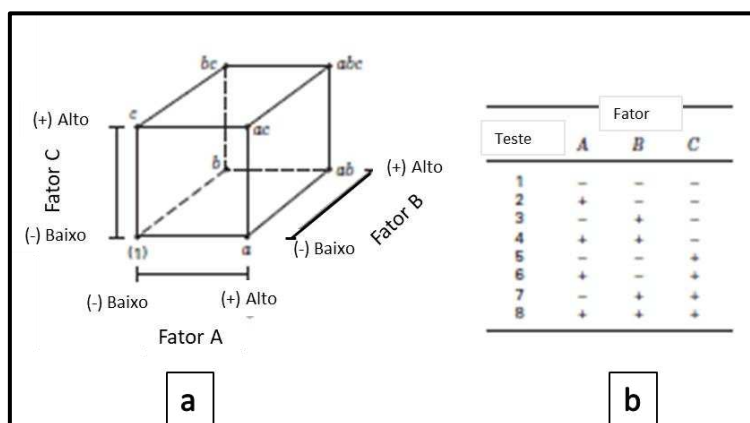 bc abc
c ac
(+) Alto
Fator C
b ab
(+) Alto
Fator B
(-) Baixo
(-) Baixo
(1) a
(-) Baixo (+) Alto
Fator A
a
Fator
Teste A B C
1 – – –
2 + – –
3 – + –
4 + + –
5 – – +
6 + – +
7 – + +
8 + + +
b